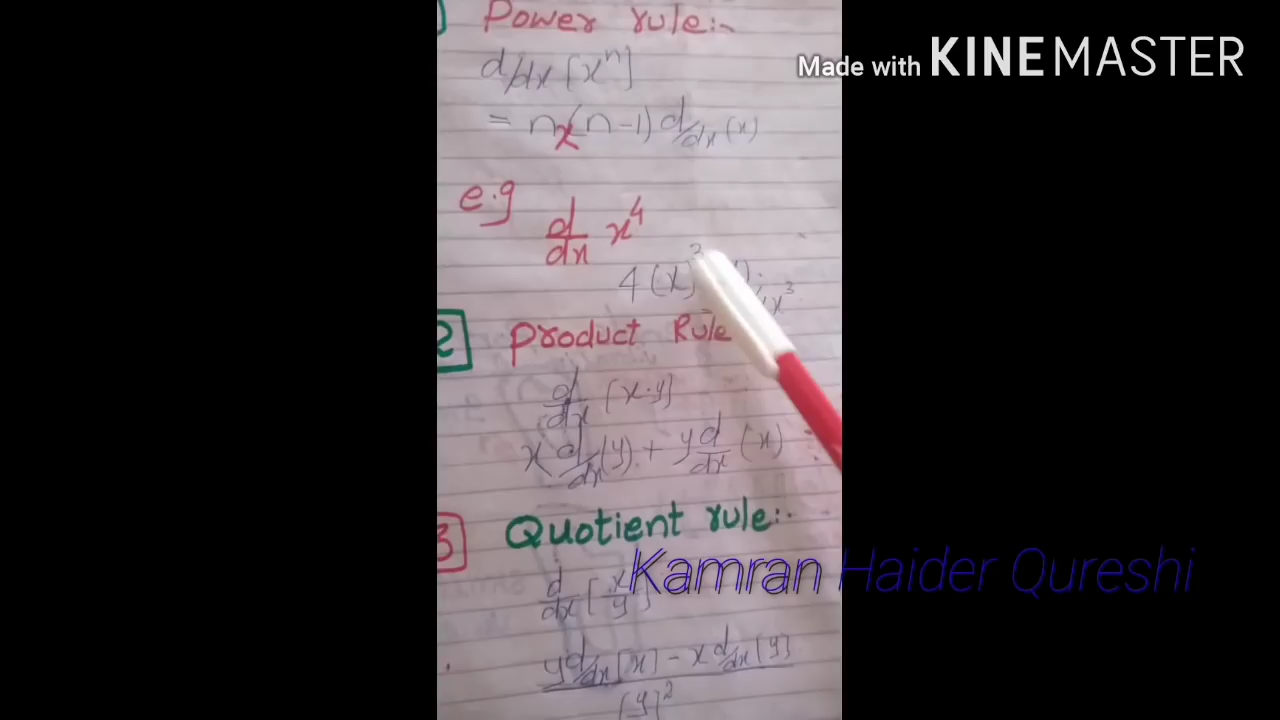 Made with KINEMASTER
Power rule:-
d/dx [x^n]
= n x(n-1) d/dx (x)
e.g
d/dx x^4
4(x)
x^3
2 Product Rule
d/dx [x.y]
x d/dx (y) + y d/dx (x)
3 Quotient rule:-
d/dx [x/y]
Kamran Haider Qureshi
y d/dx [x] - x d/dx [y]
[y]^2